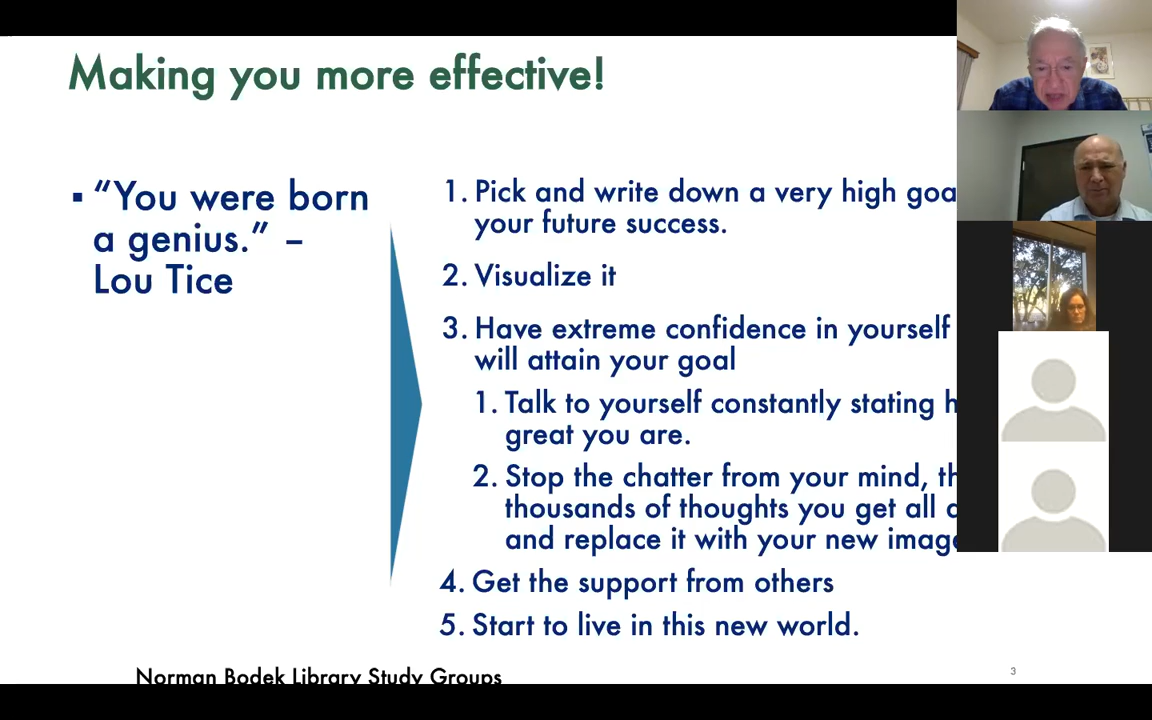 Making you more effective!
▪ “You were born
a genius.” –
Lou Tice
1. Pick and write down a very high
your future success.
2. Visualize it
3. Have extreme confidence in yourself
will attain your goal
1. Talk to yourself constantly stating
great you are.
2. Stop the chatter from your mind,
thousands of thoughts you get all
and replace it with your new image
4. Get the support from others
5. Start to live in this new world.
Norman Bodek Library Study Groups
3